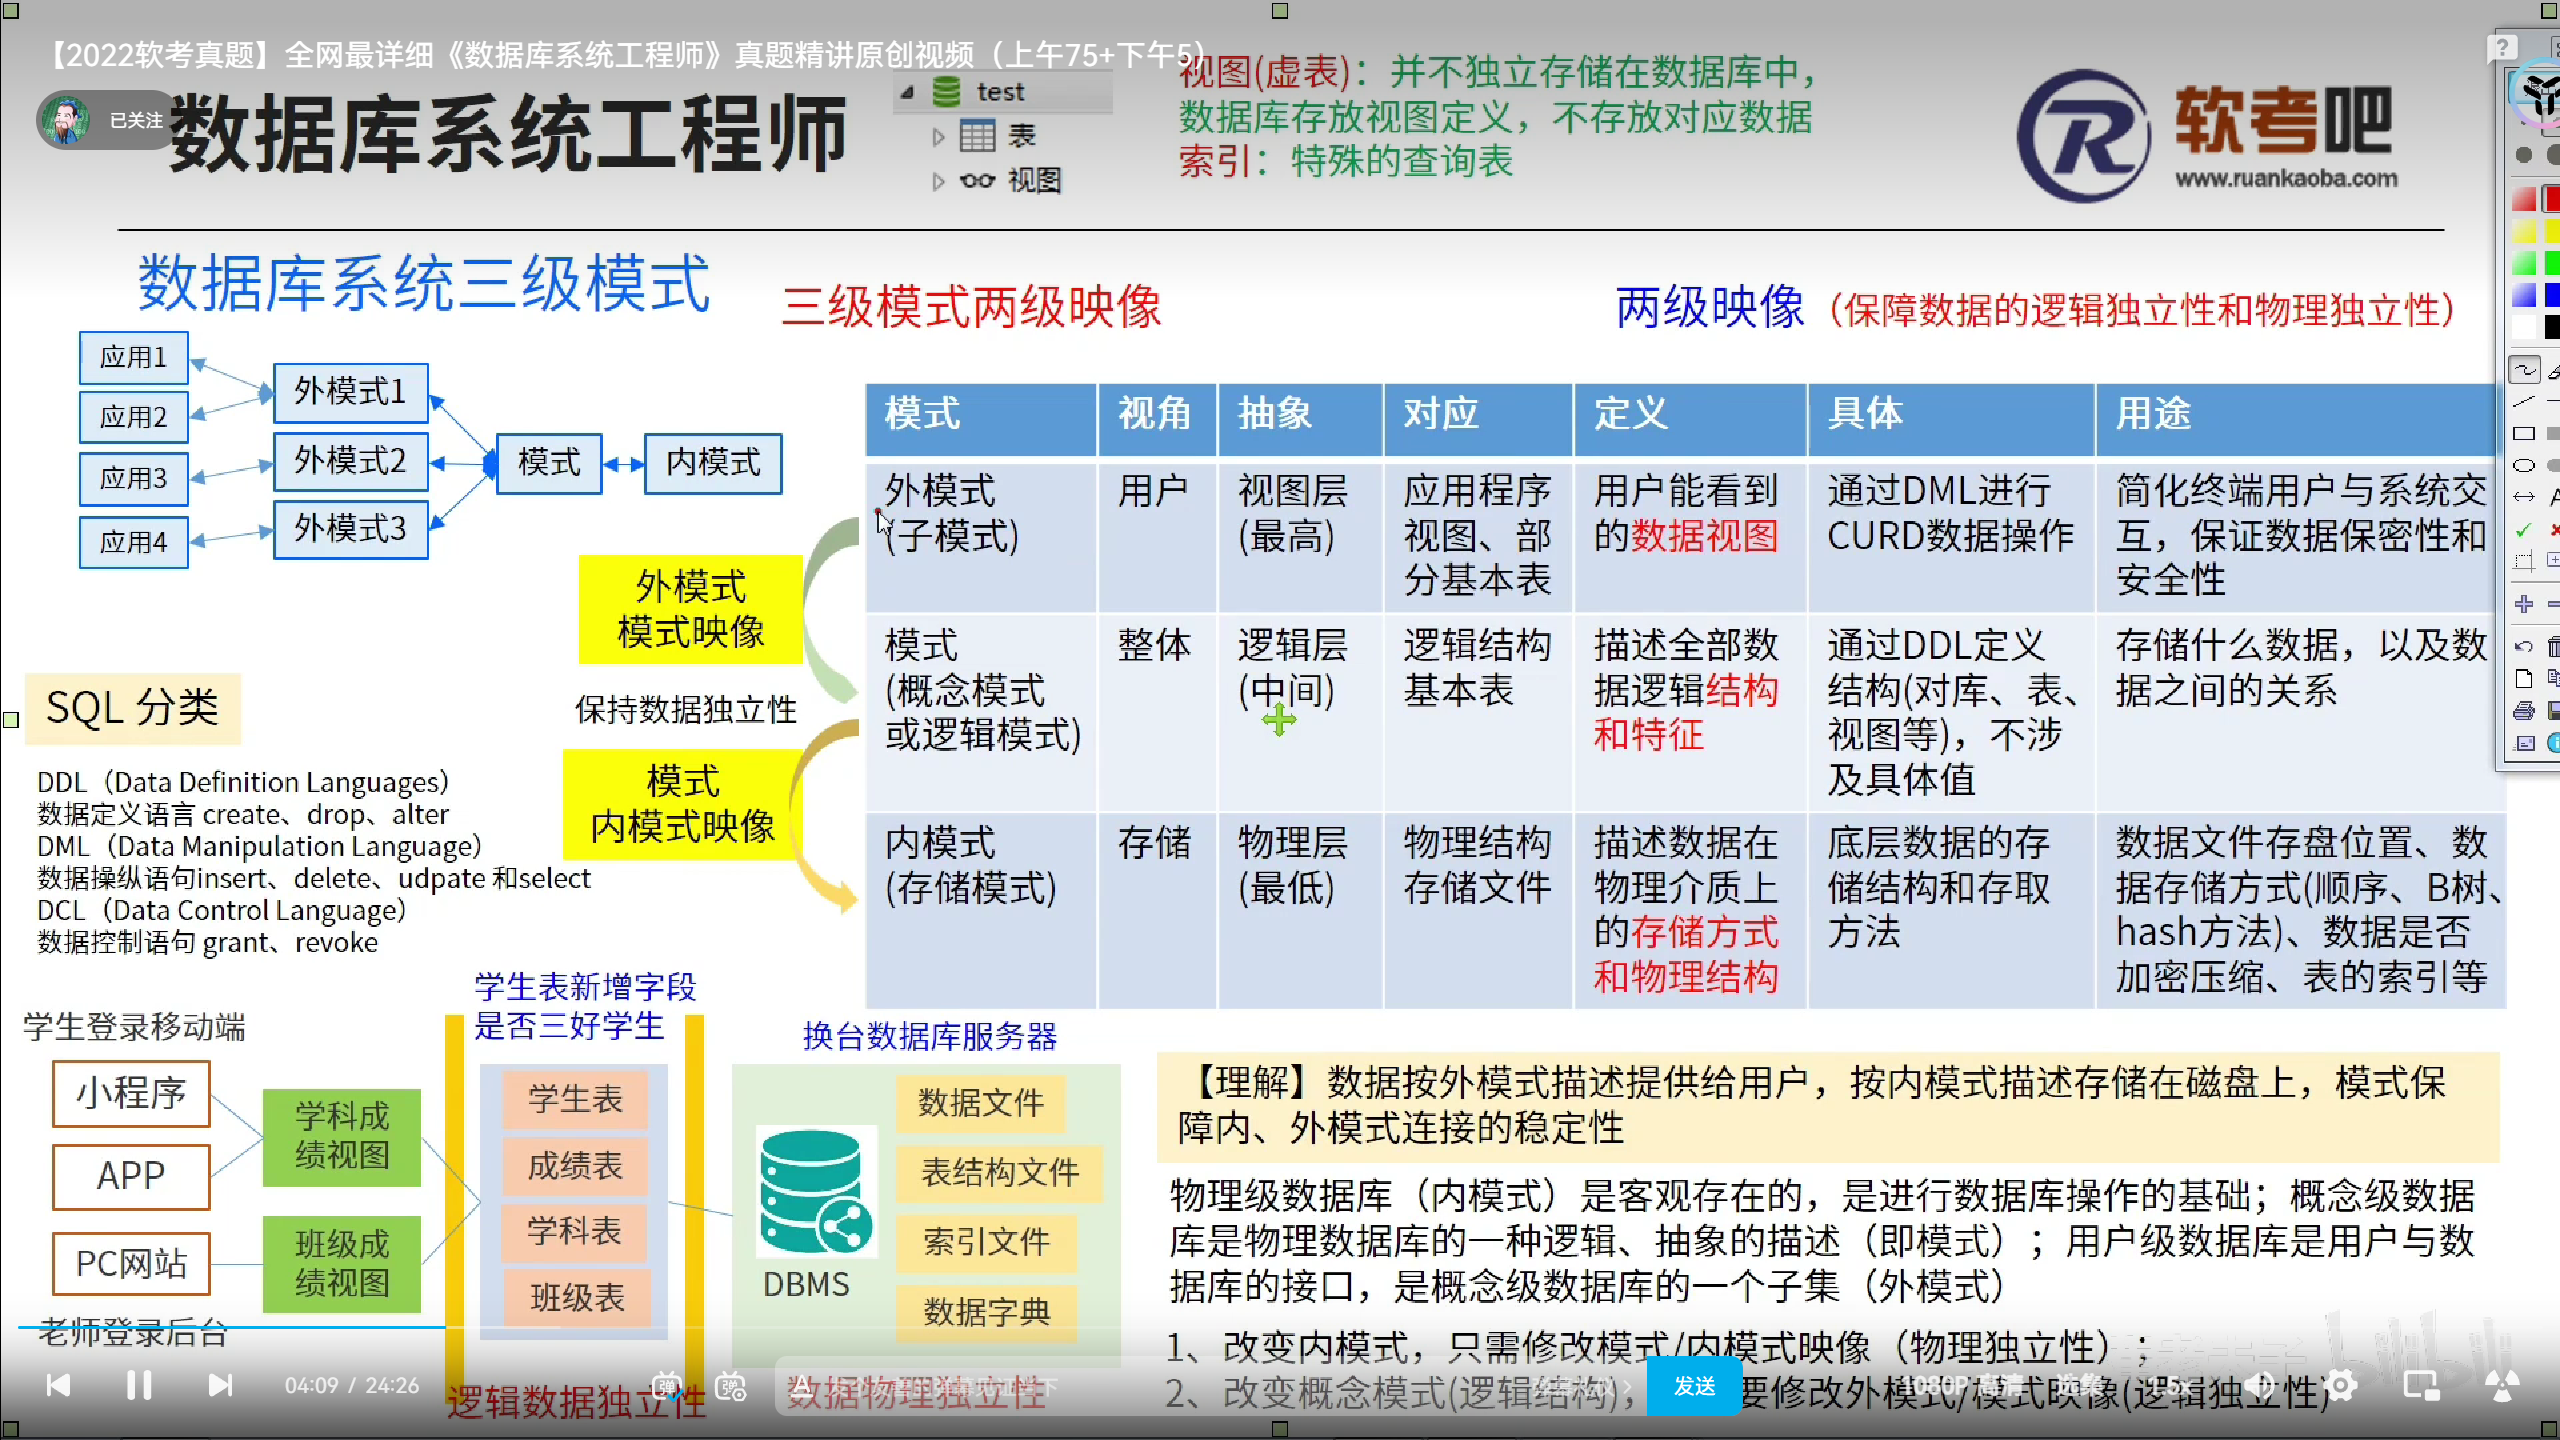 【2022软考真题】全网最详细《数据库系统工程师》真题精讲原创视频（上午75+下午5）
已关注
数据库系统工程师
test
表
视图
视图(虚表)：并不独立存储在数据库中，
数据库存放视图定义，不存放对应数据
索引：特殊的查询表
软考吧
www.ruankaoba.com
数据库系统三级模式
三级模式两级映像
两级映像（保障数据的逻辑独立性和物理独立性）
应用1
应用2
应用3
应用4
外模式1
外模式2
外模式3
模式
内模式
外模式
模式映像
保持数据独立性
模式
内模式映像
模式 视角 抽象 对应 定义 具体 用途
外模式
(子模式)
用户
视图层
(最高)
应用程序
视图、部
分基本表
用户能看到
的数据视图
通过DML进行
CURD数据操作
简化终端用户与系统交
互，保证数据保密性和
安全性
模式
(概念模式
或逻辑模式)
整体
逻辑层
(中间)
逻辑结构
基本表
描述全部数
据逻辑结构
和特征
通过DDL定义
结构(对库、表、
视图等)，不涉
及具体值
存储什么数据，以及数
据之间的关系
内模式
(存储模式)
存储
物理层
(最低)
物理结构
存储文件
描述数据在
物理介质上
的存储方式
和物理结构
底层数据的存
储结构和存取
方法
数据文件存盘位置、数
据存储方式(顺序、B树、
hash方法)、数据是否
加密压缩、表的索引等
SQL 分类
DDL（Data Definition Languages）
数据定义语言 create、drop、alter
DML（Data Manipulation Language）
数据操纵语句insert、delete、udpate 和select
DCL（Data Control Language）
数据控制语句 grant、revoke
学生登录移动端
小程序
APP
PC网站
老师登录后台
学科成
绩视图
班级成
绩视图
学生表新增字段
是否三好学生
学生表
成绩表
学科表
班级表
逻辑数据独立性
换台数据库服务器
DBMS
数据文件
表结构文件
索引文件
数据字典
数据物理独立性
【理解】数据按外模式描述提供给用户，按内模式描述存储在磁盘上，模式保
障内、外模式连接的稳定性
物理级数据库（内模式）是客观存在的，是进行数据库操作的基础；概念级数据
库是物理数据库的一种逻辑、抽象的描述（即模式）；用户级数据库是用户与数
据库的接口，是概念级数据库的一个子集（外模式）
1、改变内模式，只需修改模式/内模式映像（物理独立性）；
2、改变概念模式(逻辑结构)，要修改外模式/模式映像(逻辑独立性)
04:09 / 24:26
发送
1080P 高清
选集
1.5x
bilibili